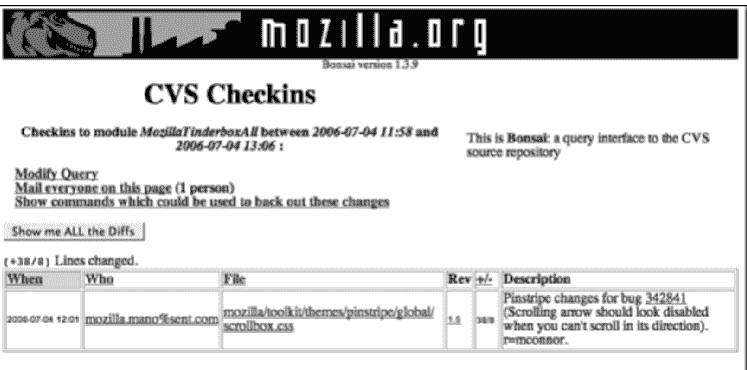 mozilla.org
Bonsai version 1.3.9
CVS Checkins
Checkins to module MozillaTinderboxAll between 2006-07-04 11:58 and
2006-07-04 13:06 :
This is Bonsai: a query interface to the CVS
source repository
Modify Query
Mail everyone on this page (1 person)
Show commands which could be used to back out these changes
Show me ALL the Diffs
(+38/8) Lines changed.
When Who File Rev +/- Description
2006-07-04 12:01 mozilla.mano%sent.com mozilla/toolkit/themes/pinstripe/global/
scrollbox.css 1.5 38/8 Pinstripe changes for bug 342841
(Scrolling arrow should look disabled
when you can't scroll in its direction).
r=mconnor.